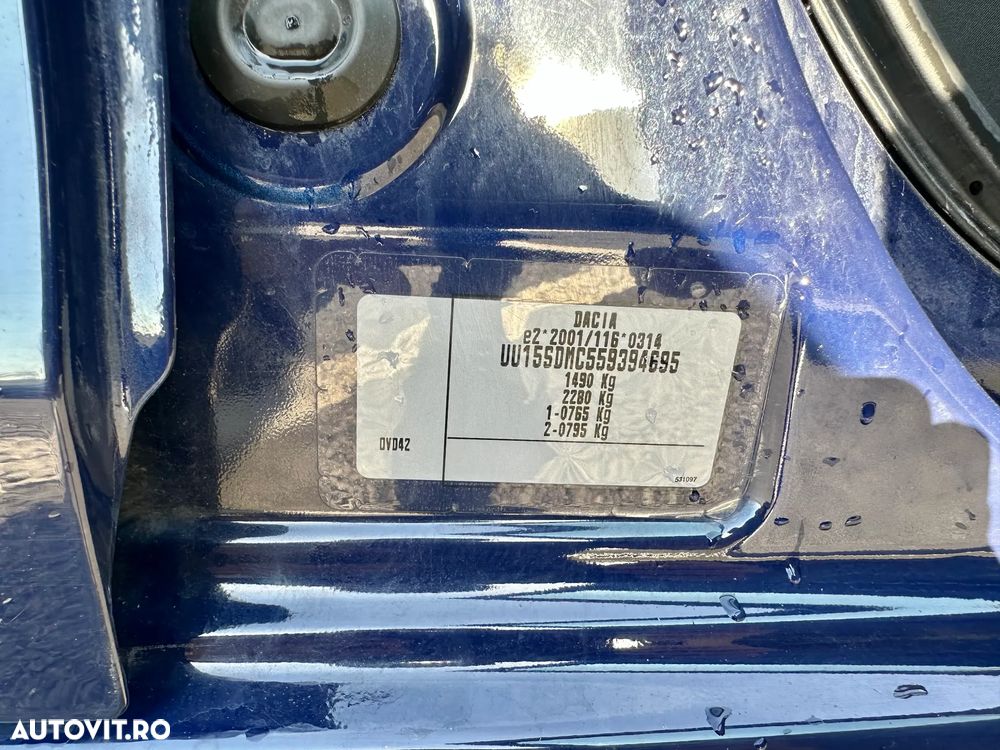 DACIA
e2*2001/116*0314
UU15SDMC559394695
1490 Kg
2280 Kg
1-0765 Kg
2-0795 Kg
DVD42
531097
AUTOVIT.RO